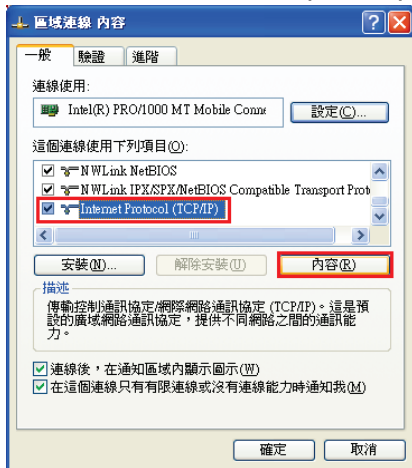 區域連線 內容
一般 驗證 進階
連線使用:
Intel(R) PRO/1000 MT Mobile Conne
設定(C)...
這個連線使用下列項目(O):
NWLink NetBIOS
NWLink IPX/SPX/NetBIOS Compatible Transport Prot
Internet Protocol (TCP/IP)
安裝(N)... 解除安裝(U) 內容(R)
描述
傳輸控制通訊協定/網際網路通訊協定 (TCP/IP)。這是預
設的廣域網路通訊協定，提供不同網路之間的通訊能
力。
連線後，在通知區域內顯示圖示(W)
在這個連線只有有限連線或沒有連線能力時通知我(M)
確定 取消